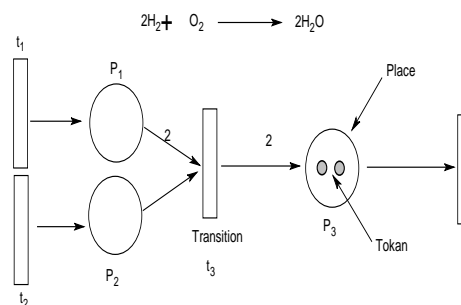 2H₂+ O₂ → 2H₂O
t₁
P₁
Place
2
2
Transition
P₃
Tokan
P₂
t₃
t₂